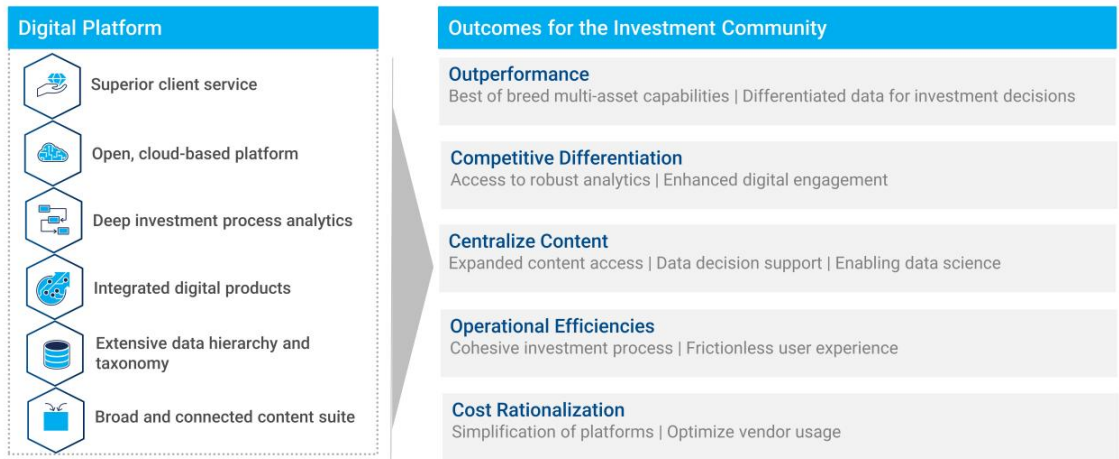 Digital Platform
Superior client service
Open, cloud-based platform
Deep investment process analytics
Integrated digital products
Extensive data hierarchy and
taxonomy
Broad and connected content suite
Outcomes for the Investment Community
Outperformance
Best of breed multi-asset capabilities | Differentiated data for investment decisions
Competitive Differentiation
Access to robust analytics | Enhanced digital engagement
Centralize Content
Expanded content access | Data decision support | Enabling data science
Operational Efficiencies
Cohesive investment process | Frictionless user experience
Cost Rationalization
Simplification of platforms | Optimize vendor usage